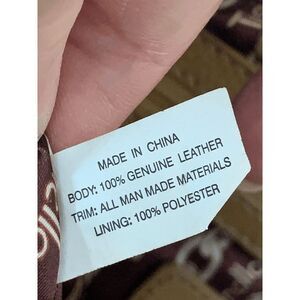 MADE IN CHINA
BODY: 100% GENUINE LEATHER
TRIM: ALL MAN MADE MATERIALS
LINING: 100% POLYESTER